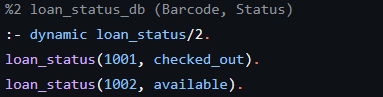 %2 loan_status_db (Barcode, Status)
:- dynamic loan_status/2.
loan_status(1001, checked_out).
loan_status(1002, available).